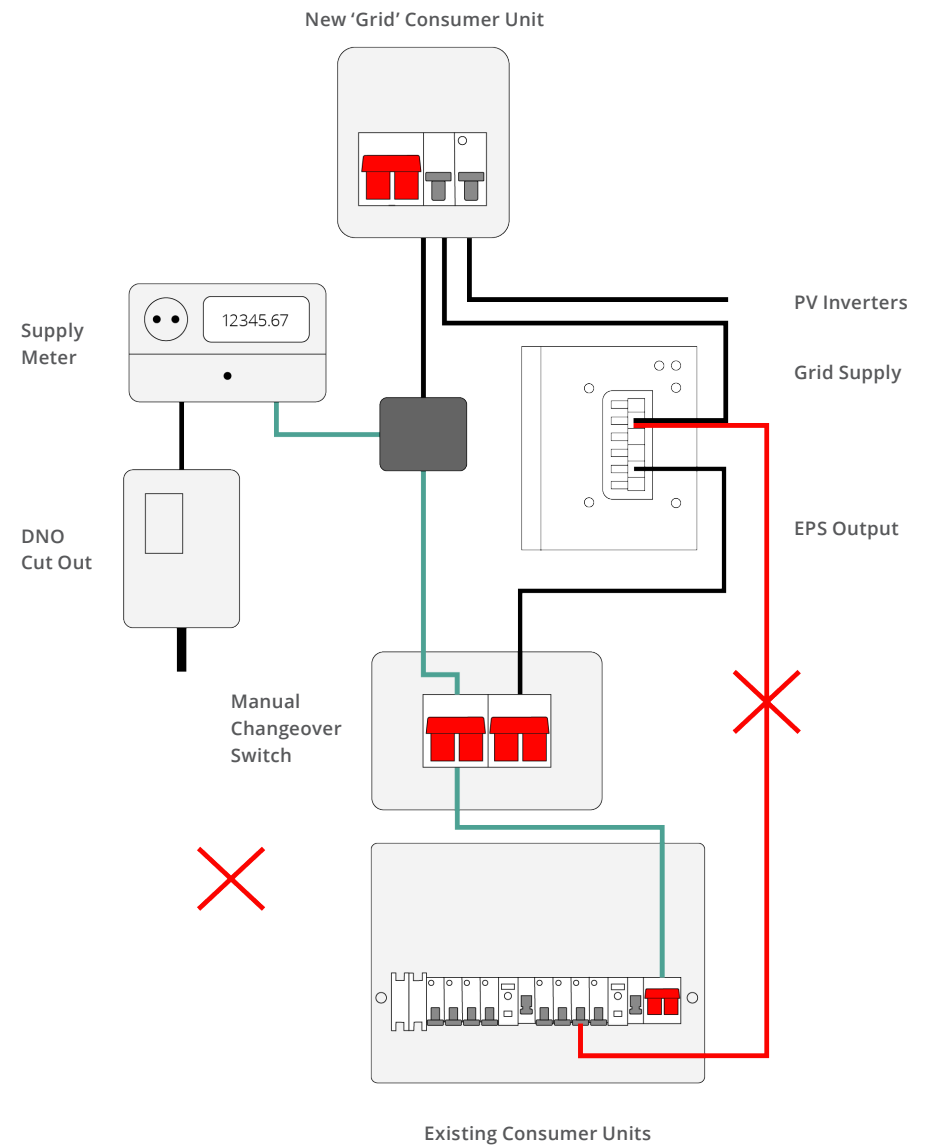 New ‘Grid’ Consumer Unit
PV Inverters
Supply
Meter
12345.67
Grid Supply
DNO
Cut Out
EPS Output
Manual
Changeover
Switch
Existing Consumer Units